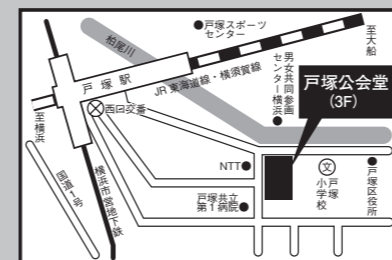 戸塚スポーツ
センター
柏尾川
至大船
戸塚駅
JR東海道線・横須賀線
男女共同参画
センター横浜
戸塚公会堂
(3F)
至横浜
西口交番
国道1号
横浜市営地下鉄
NTT
戸塚共立
第1病院
文
戸塚
小学校
戸塚区役所